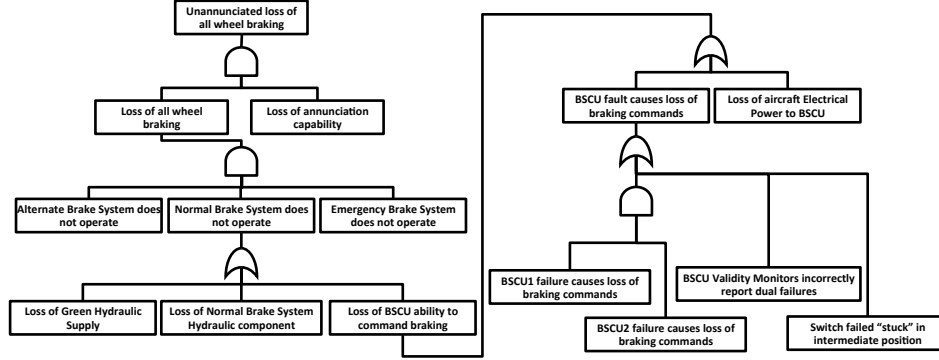 Unannunciated loss of
all wheel braking
Loss of all wheel
braking
Loss of annunciation
capability
Alternate Brake System does
not operate
Normal Brake System does
not operate
Emergency Brake System
does not operate
Loss of Green Hydraulic
Supply
Loss of Normal Brake System
Hydraulic component
Loss of BSCU ability to
command braking
BSCU fault causes loss of
braking commands
Loss of aircraft Electrical
Power to BSCU
BSCU1 failure causes loss of
braking commands
BSCU2 failure causes loss of
braking commands
BSCU Validity Monitors incorrectly
report dual failures
Switch failed “stuck” in
intermediate position